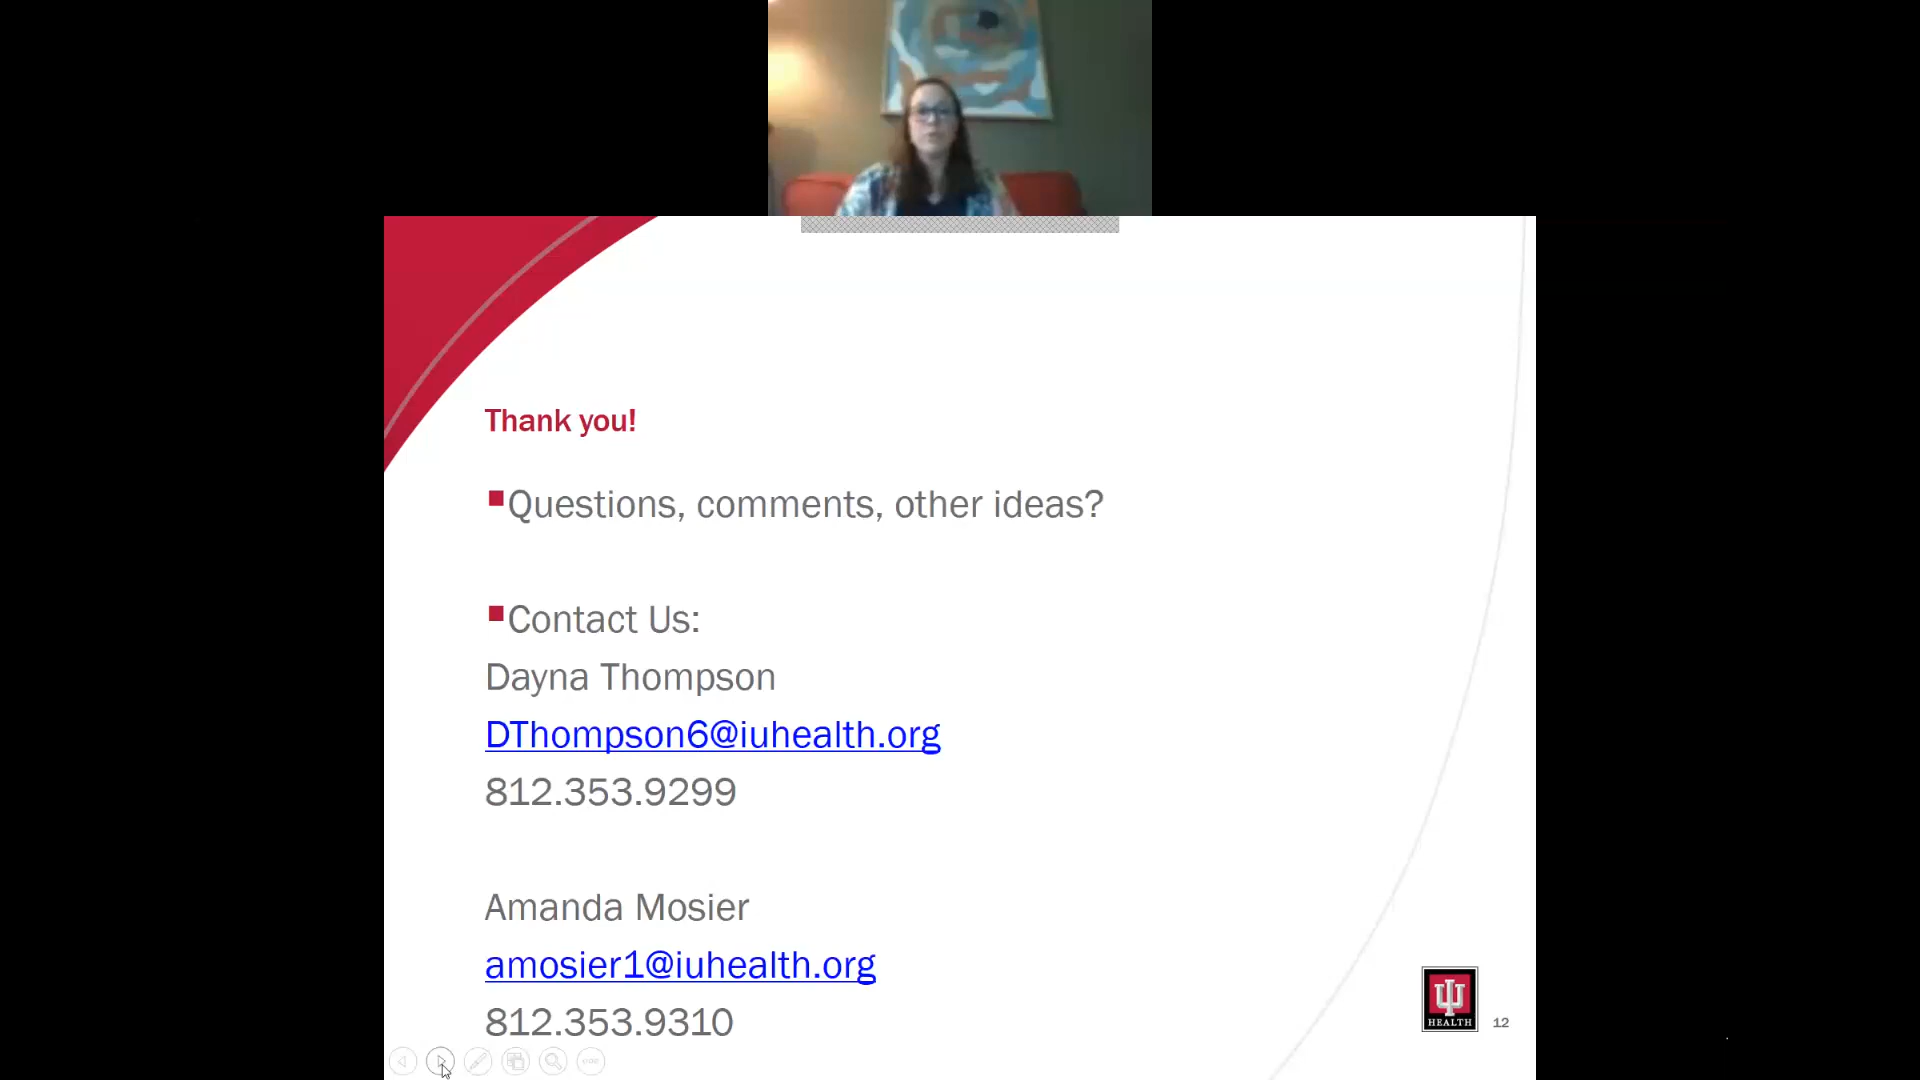 Thank you!
Questions, comments, other ideas?
Contact Us:
Dayna Thompson
DThompson6@iuhealth.org
812.353.9299
Amanda Mosier
amosier1@iuhealth.org
812.353.9310
HEALTH
12